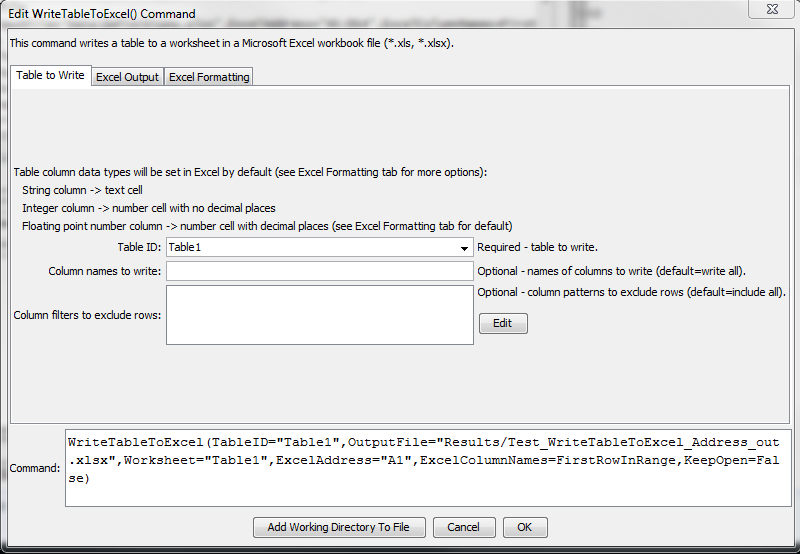 Edit WriteTableToExcel() Command
This command writes a table to a worksheet in a Microsoft Excel workbook file (*.xls, *.xlsx).
Table to Write Excel Output Excel Formatting
Table column data types will be set in Excel by default (see Excel Formatting tab for more options):
String column -> text cell
Integer column -> number cell with no decimal places
Floating point number column -> number cell with decimal places (see Excel Formatting tab for default)
Table ID: Table1 Required - table to write.
Column names to write: Optional - names of columns to write (default=write all).
Optional - column patterns to exclude rows (default=include all).
Column filters to exclude rows:
Edit
WriteTableToExcel(TableID="Table1",OutputFile="Results/Test_WriteTableToExcel_Address_out
Command: .xlsx",Worksheet="Table1",ExcelAddress="A1",ExcelColumnNames=FirstRowInRange,KeepOpen=Fal
se)
Add Working Directory To File Cancel OK